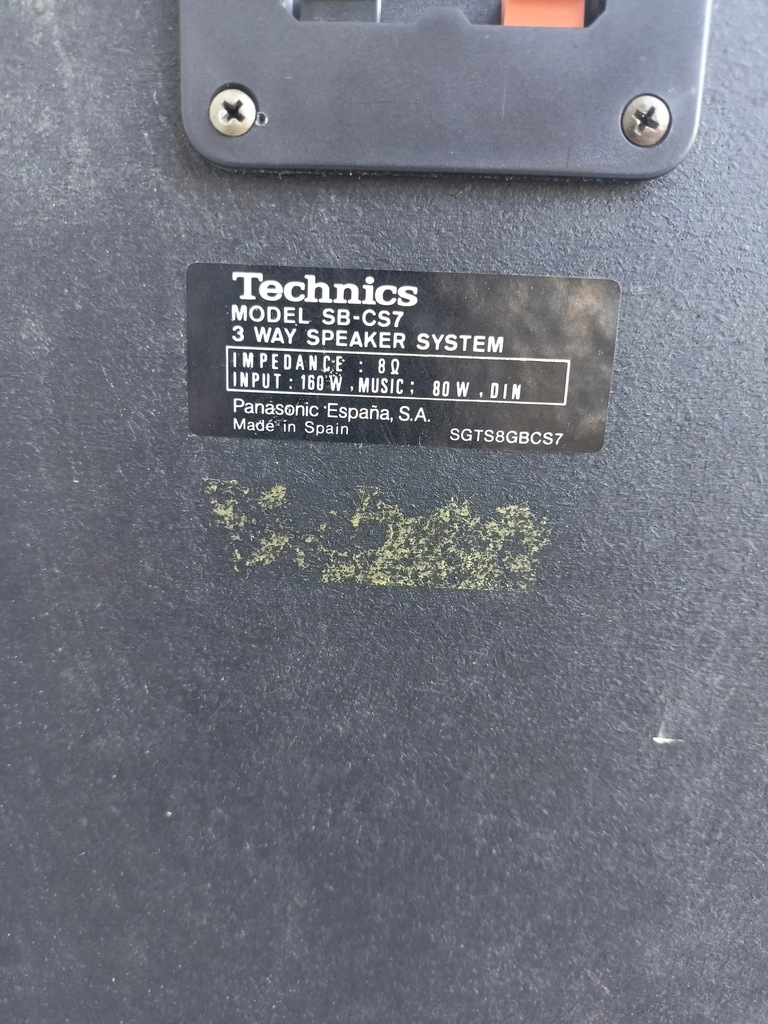 Technics
MODEL SB-CS7
3 WAY SPEAKER SYSTEM
IMPEDANCE : 8Ω
INPUT : 160 W , MUSIC ; 80 W , DIN
Panasonic España, S.A.
Made in Spain
SGTS8GBCS7